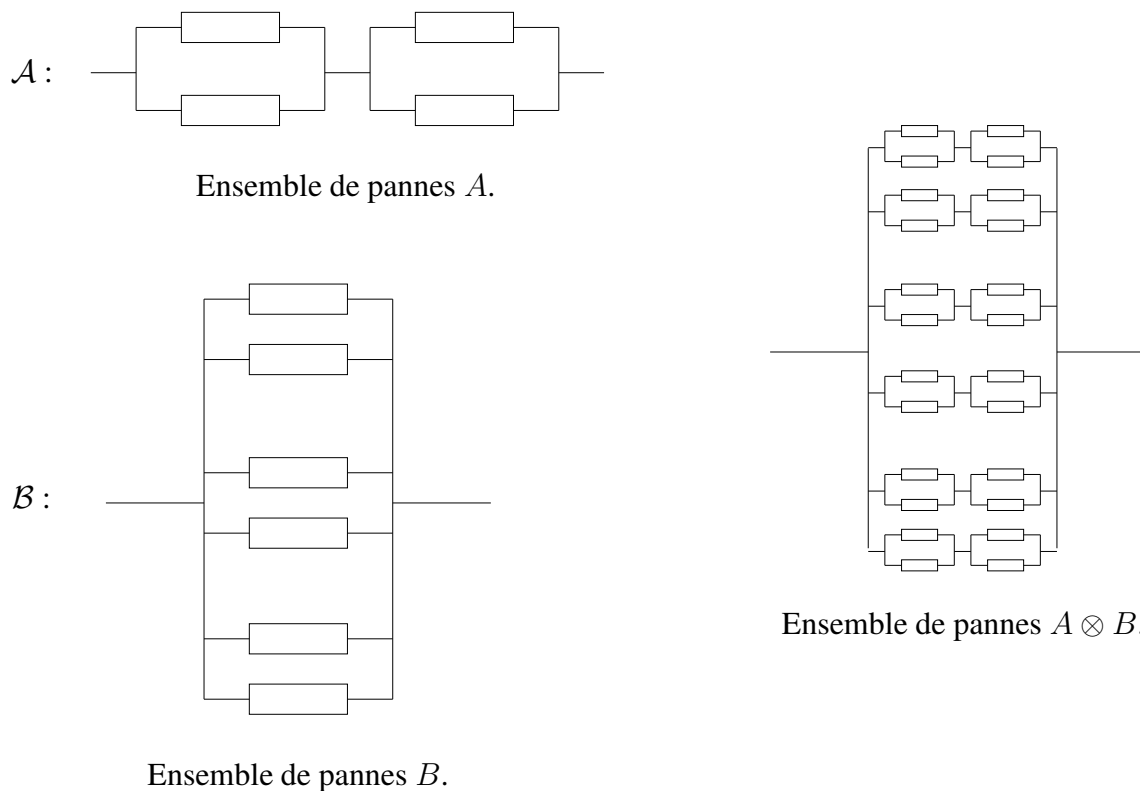 𝒜 :
Ensemble de pannes A.
ℬ :
Ensemble de pannes B.
Ensemble de pannes A ⊗ B.